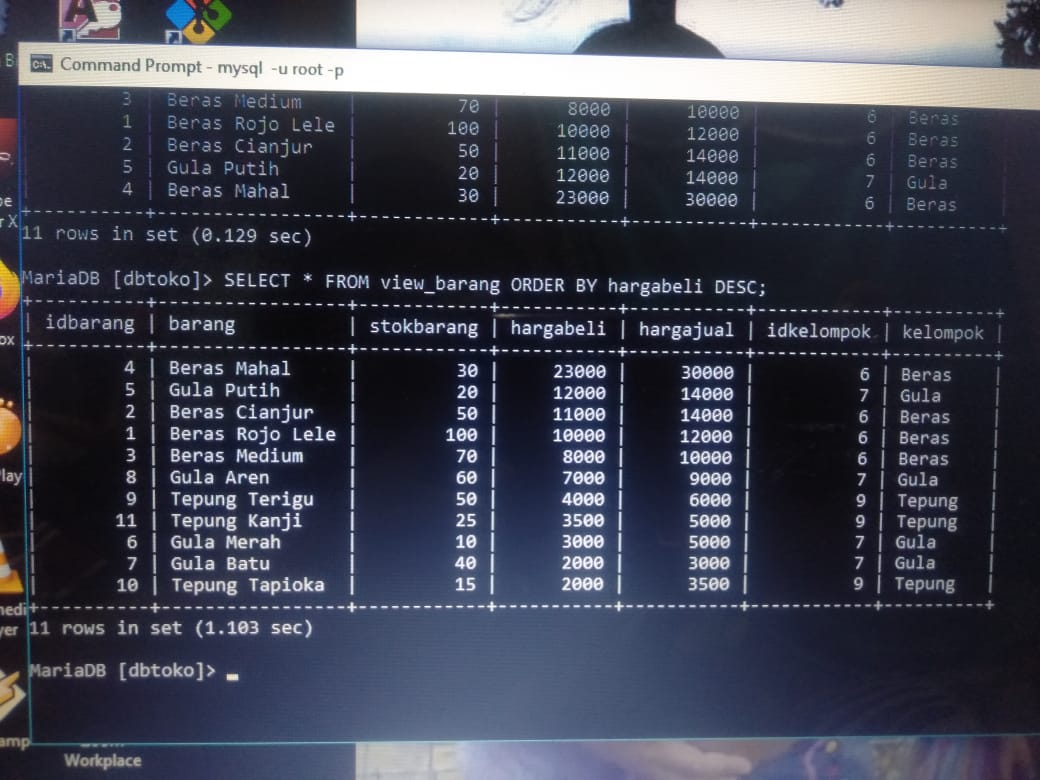 Command Prompt - mysql -u root -p
3 | Beras Medium | 70 | 8000 | 10000 | 6 | Beras
1 | Beras Rojo Lele | 100 | 10000 | 12000 | 6 | Beras
2 | Beras Cianjur | 50 | 11000 | 14000 | 6 | Beras
5 | Gula Putih | 20 | 12000 | 14000 | 7 | Gula
4 | Beras Mahal | 30 | 23000 | 30000 | 6 | Beras
11 rows in set (0.129 sec)
MariaDB [dbtoko]> SELECT * FROM view_barang ORDER BY hargabeli DESC;
| idbarang | barang | stokbarang | hargabeli | hargajual | idkelompok | kelompok |
| 4 | Beras Mahal | 30 | 23000 | 30000 | 6 | Beras |
| 5 | Gula Putih | 20 | 12000 | 14000 | 7 | Gula |
| 2 | Beras Cianjur | 50 | 11000 | 14000 | 6 | Beras |
| 1 | Beras Rojo Lele | 100 | 10000 | 12000 | 6 | Beras |
| 3 | Beras Medium | 70 | 8000 | 10000 | 6 | Beras |
| 8 | Gula Aren | 60 | 7000 | 9000 | 7 | Gula |
| 9 | Tepung Terigu | 50 | 4000 | 6000 | 9 | Tepung |
| 11 | Tepung Kanji | 25 | 3500 | 5000 | 9 | Tepung |
| 6 | Gula Merah | 10 | 3000 | 5000 | 7 | Gula |
| 7 | Gula Batu | 40 | 2000 | 3000 | 7 | Gula |
| 10 | Tepung Tapioka | 15 | 2000 | 3500 | 9 | Tepung |
11 rows in set (1.103 sec)
MariaDB [dbtoko]>
Workplace